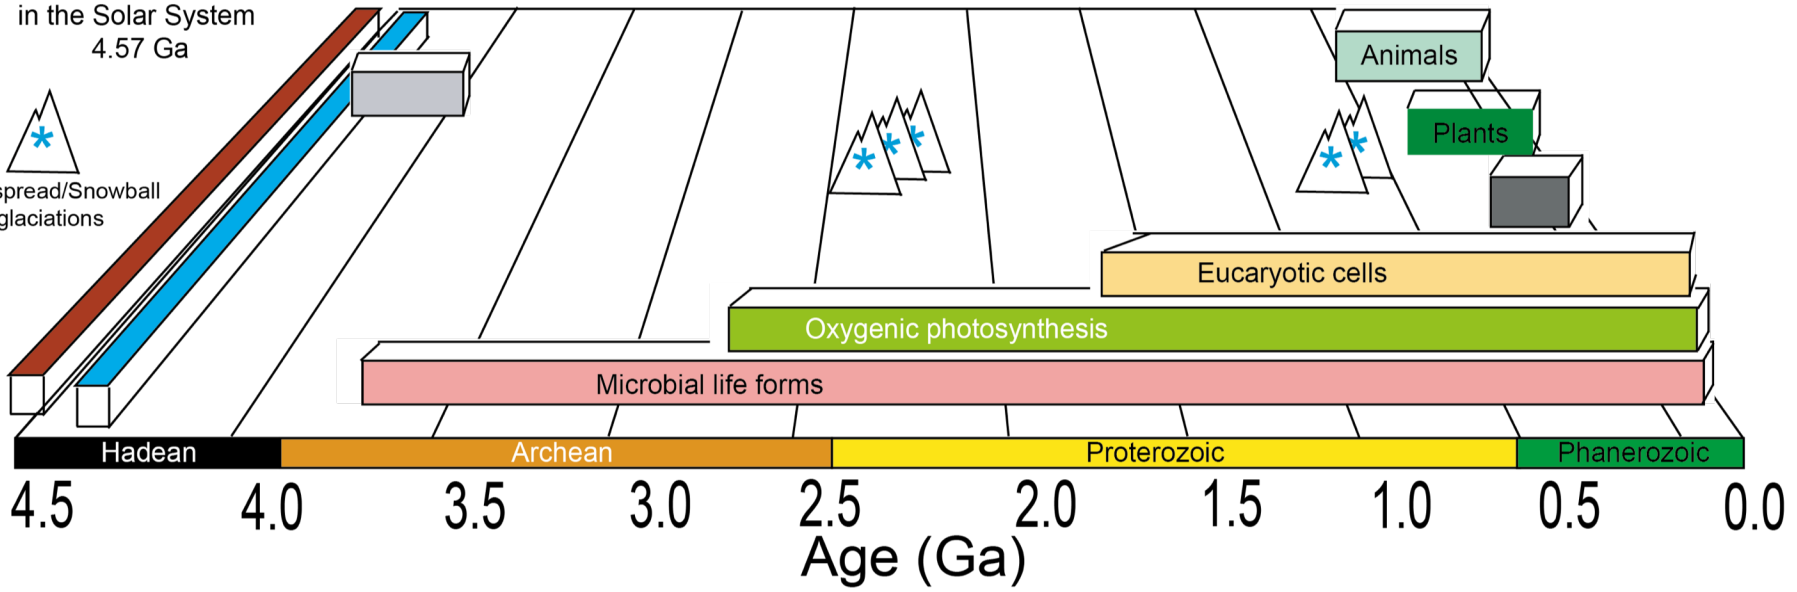 in the Solar System
4.57 Ga
spread/Snowball
glaciations
Animals
Plants
Eucaryotic cells
Oxygenic photosynthesis
Microbial life forms
Hadean Archean Proterozoic Phanerozoic
4.5 4.0 3.5 3.0 2.5 2.0 1.5 1.0 0.5 0.0
Age (Ga)